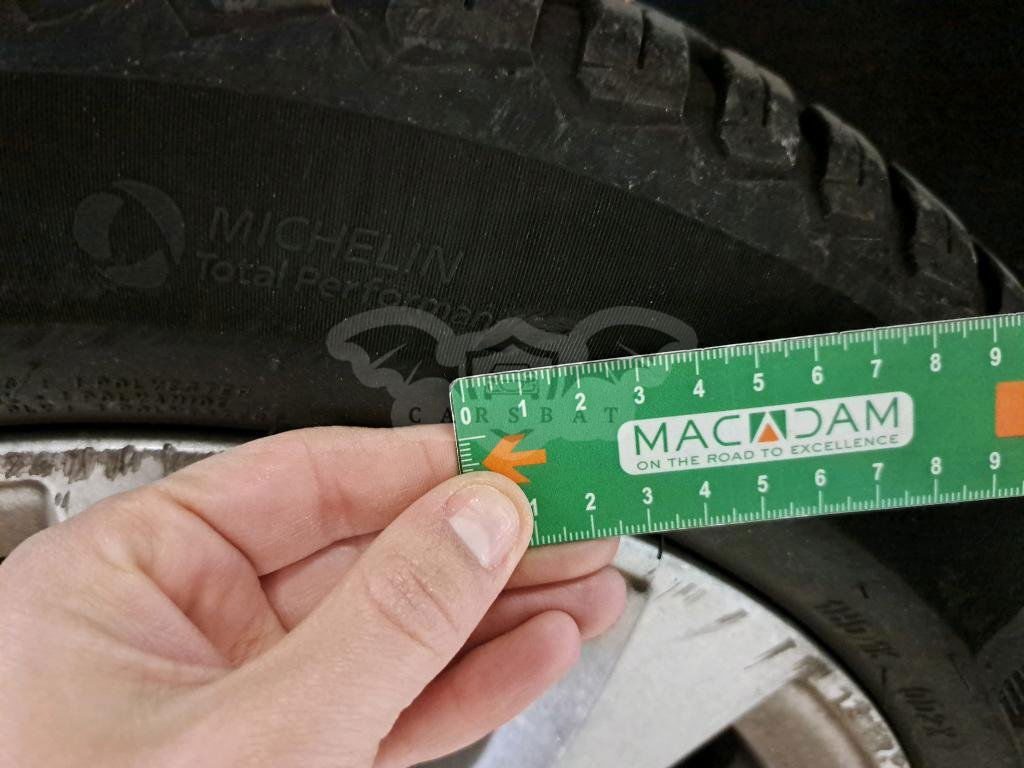 MICHELIN
Total Performan
CARSBAT
0 1 2 3 4 5 6 7 8 9
MACADAM
ON THE ROAD TO EXCELLENCE
1 2 3 4 5 6 7 8 9